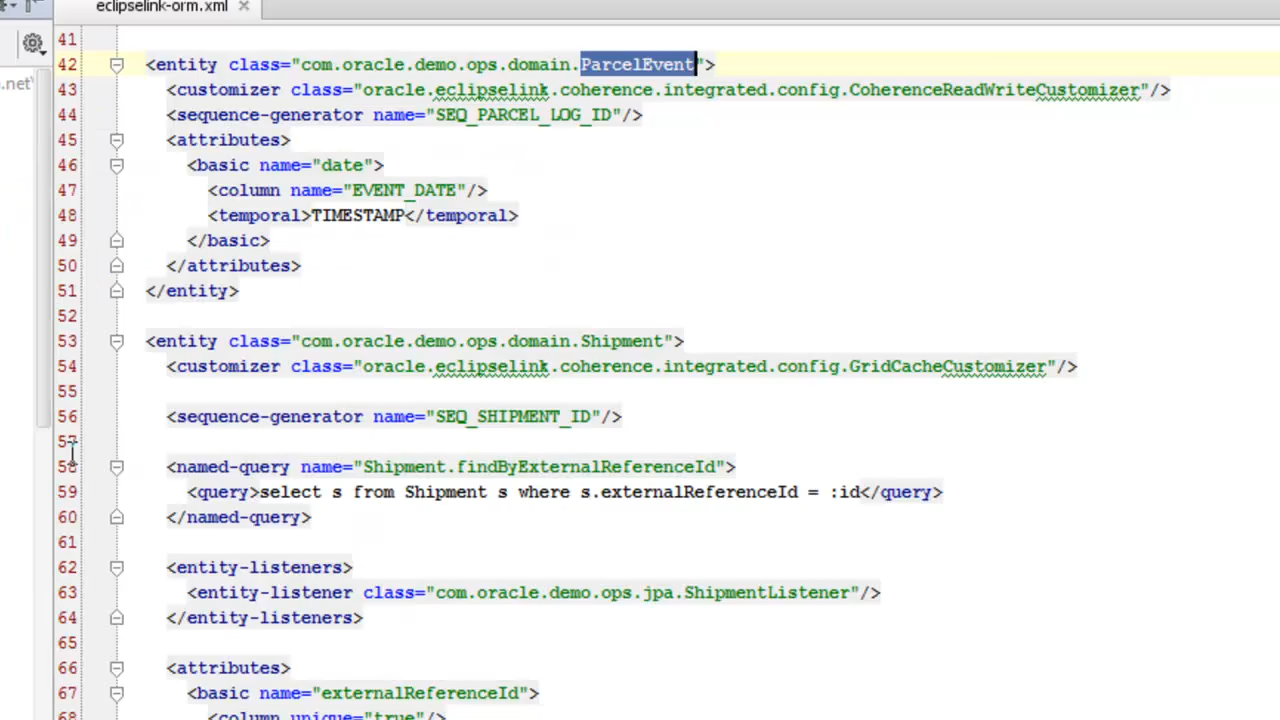 eclipselink-orm.xml
41
.net\
42 <entity class="com.oracle.demo.ops.domain.ParcelEvent">
43 <customizer class="oracle.eclipselink.coherence.integrated.config.CoherenceReadWriteCustomizer"/>
44 <sequence-generator name="SEQ_PARCEL_LOG_ID"/>
45 <attributes>
46 <basic name="date">
47 <column name="EVENT_DATE"/>
48 <temporal>TIMESTAMP</temporal>
49 </basic>
50 </attributes>
51 </entity>
52
53 <entity class="com.oracle.demo.ops.domain.Shipment">
54 <customizer class="oracle.eclipselink.coherence.integrated.config.GridCacheCustomizer"/>
55
56 <sequence-generator name="SEQ_SHIPMENT_ID"/>
57
58 <named-query name="Shipment.findByExternalReferenceId">
59 <query>select s from Shipment s where s.externalReferenceId = :id</query>
60 </named-query>
61
62 <entity-listeners>
63 <entity-listener class="com.oracle.demo.ops.jpa.ShipmentListener"/>
64 </entity-listeners>
65
66 <attributes>
67 <basic name="externalReferenceId">
68 <column unique="true"/>